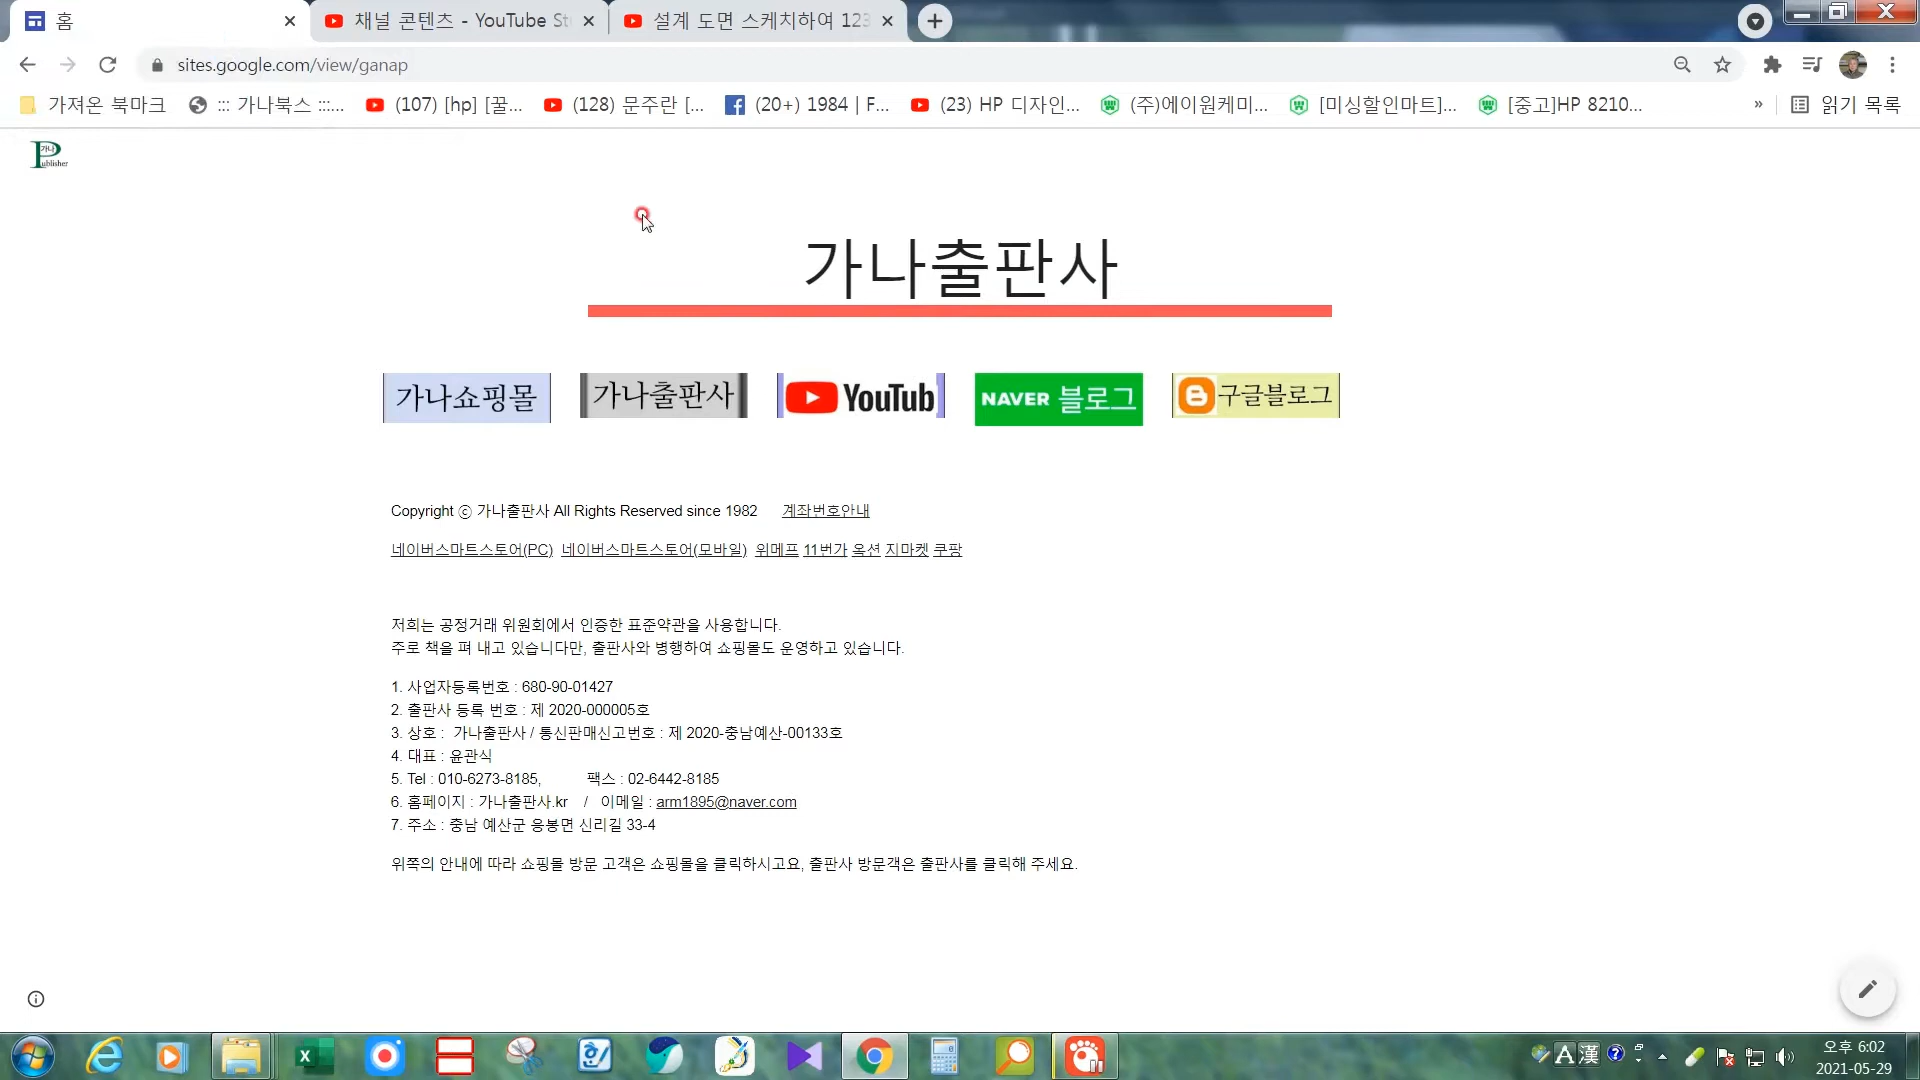 홈
채널 콘텐츠 - YouTube St
설계 도면 스케치하여 123
sites.google.com/view/ganap
가져온 북마크
::: 가나북스 :::...
(107) [hp] [꿀...
(128) 문주란 [...
(20+) 1984 | F...
(23) HP 디자인...
(주)에이원케미...
[미싱할인마트]...
[중고]HP 8210...
»
읽기 목록
가나
Publisher
가나출판사
가나쇼핑몰
가나출판사
YouTub
NAVER 블로그
구글블로그
Copyright ⓒ 가나출판사 All Rights Reserved since 1982 계좌번호안내
네이버스마트스토어(PC) 네이버스마트스토어(모바일) 위메프 11번가 옥션 지마켓 쿠팡
저희는 공정거래 위원회에서 인증한 표준약관을 사용합니다.
주로 책을 펴 내고 있습니다만, 출판사와 병행하여 쇼핑몰도 운영하고 있습니다.
1. 사업자등록번호 : 680-90-01427
2. 출판사 등록 번호 : 제 2020-000005호
3. 상호 : 가나출판사 / 통신판매신고번호 : 제 2020-충남예산-00133호
4. 대표 : 윤관식
5. Tel : 010-6273-8185, 팩스 : 02-6442-8185
6. 홈페이지 : 가나출판사.kr / 이메일 : arm1895@naver.com
7. 주소 : 충남 예산군 응봉면 신리길 33-4
위쪽의 안내에 따라 쇼핑몰 방문 고객은 쇼핑몰을 클릭하시고요, 출판사 방문객은 출판사를 클릭해 주세요.
A 漢
오후 6:02
2021-05-29